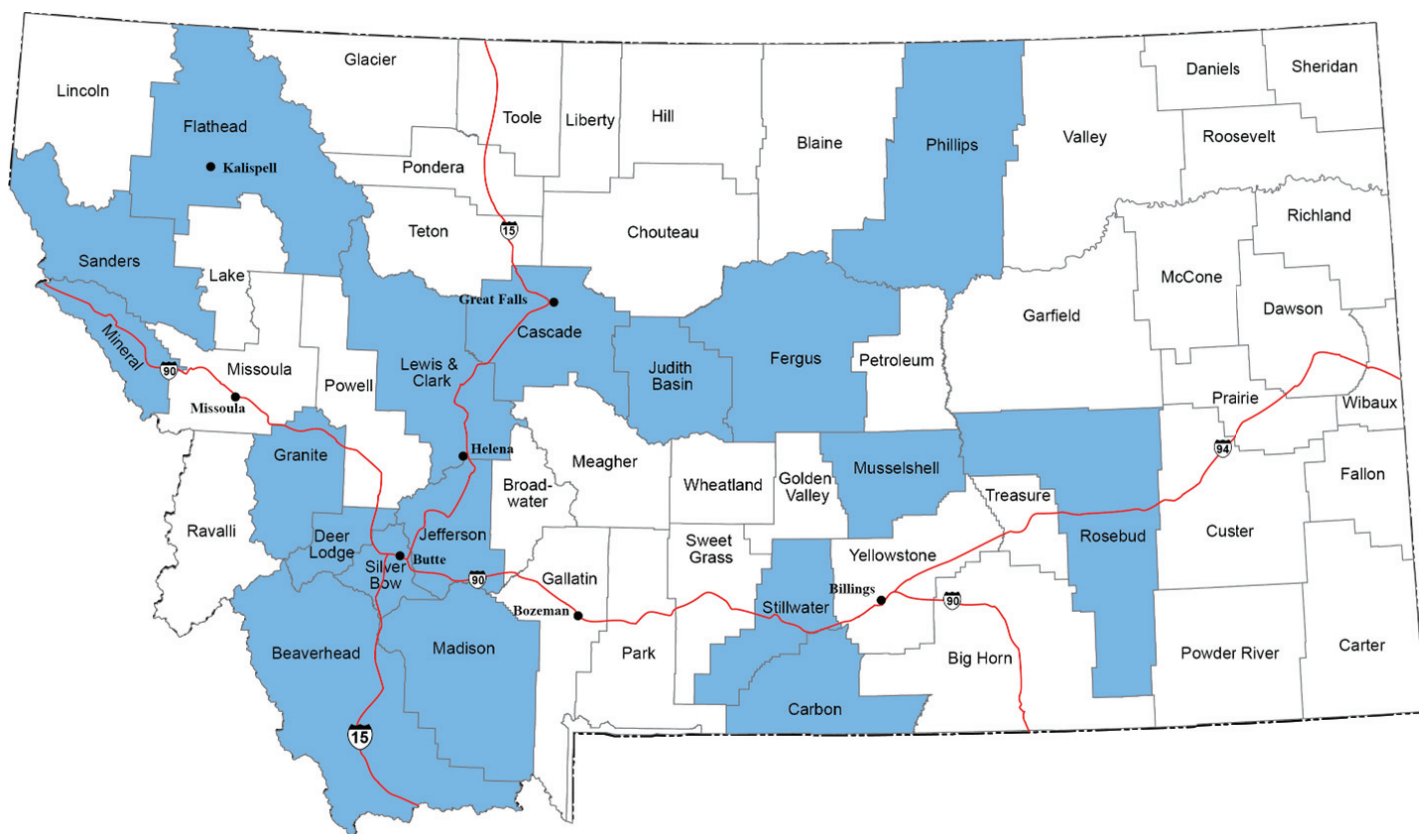 Lincoln
Flathead
Kalispell
Glacier
Toole
Liberty
Hill
Blaine
Phillips
Valley
Daniels
Sheridan
Roosevelt
Pondera
Teton
15
Chouteau
Richland
McCone
Dawson
Sanders
Lake
Great Falls
Cascade
Mineral
90
Missoula
Missoula
Powell
Lewis &
Clark
Judith
Basin
Fergus
Petroleum
Garfield
Prairie
Wibaux
94
Helena
Granite
Meagher
Broad-
water
Wheatland
Golden
Valley
Musselshell
Treasure
Fallon
Ravalli
Deer
Lodge
Jefferson
Silver
Bow
Butte
90
Gallatin
Bozeman
Sweet
Grass
Yellowstone
Billings
90
Rosebud
Custer
Stillwater
Beaverhead
Madison
Park
Big Horn
Powder River
Carter
Carbon
15